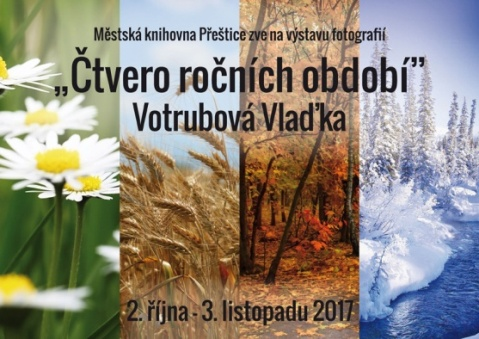 Městská knihovna Přeštice zve na výstavu fotografií
„Čtvero ročních období”
Votrubová Vlaďka
2. října - 3. listopadu 2017